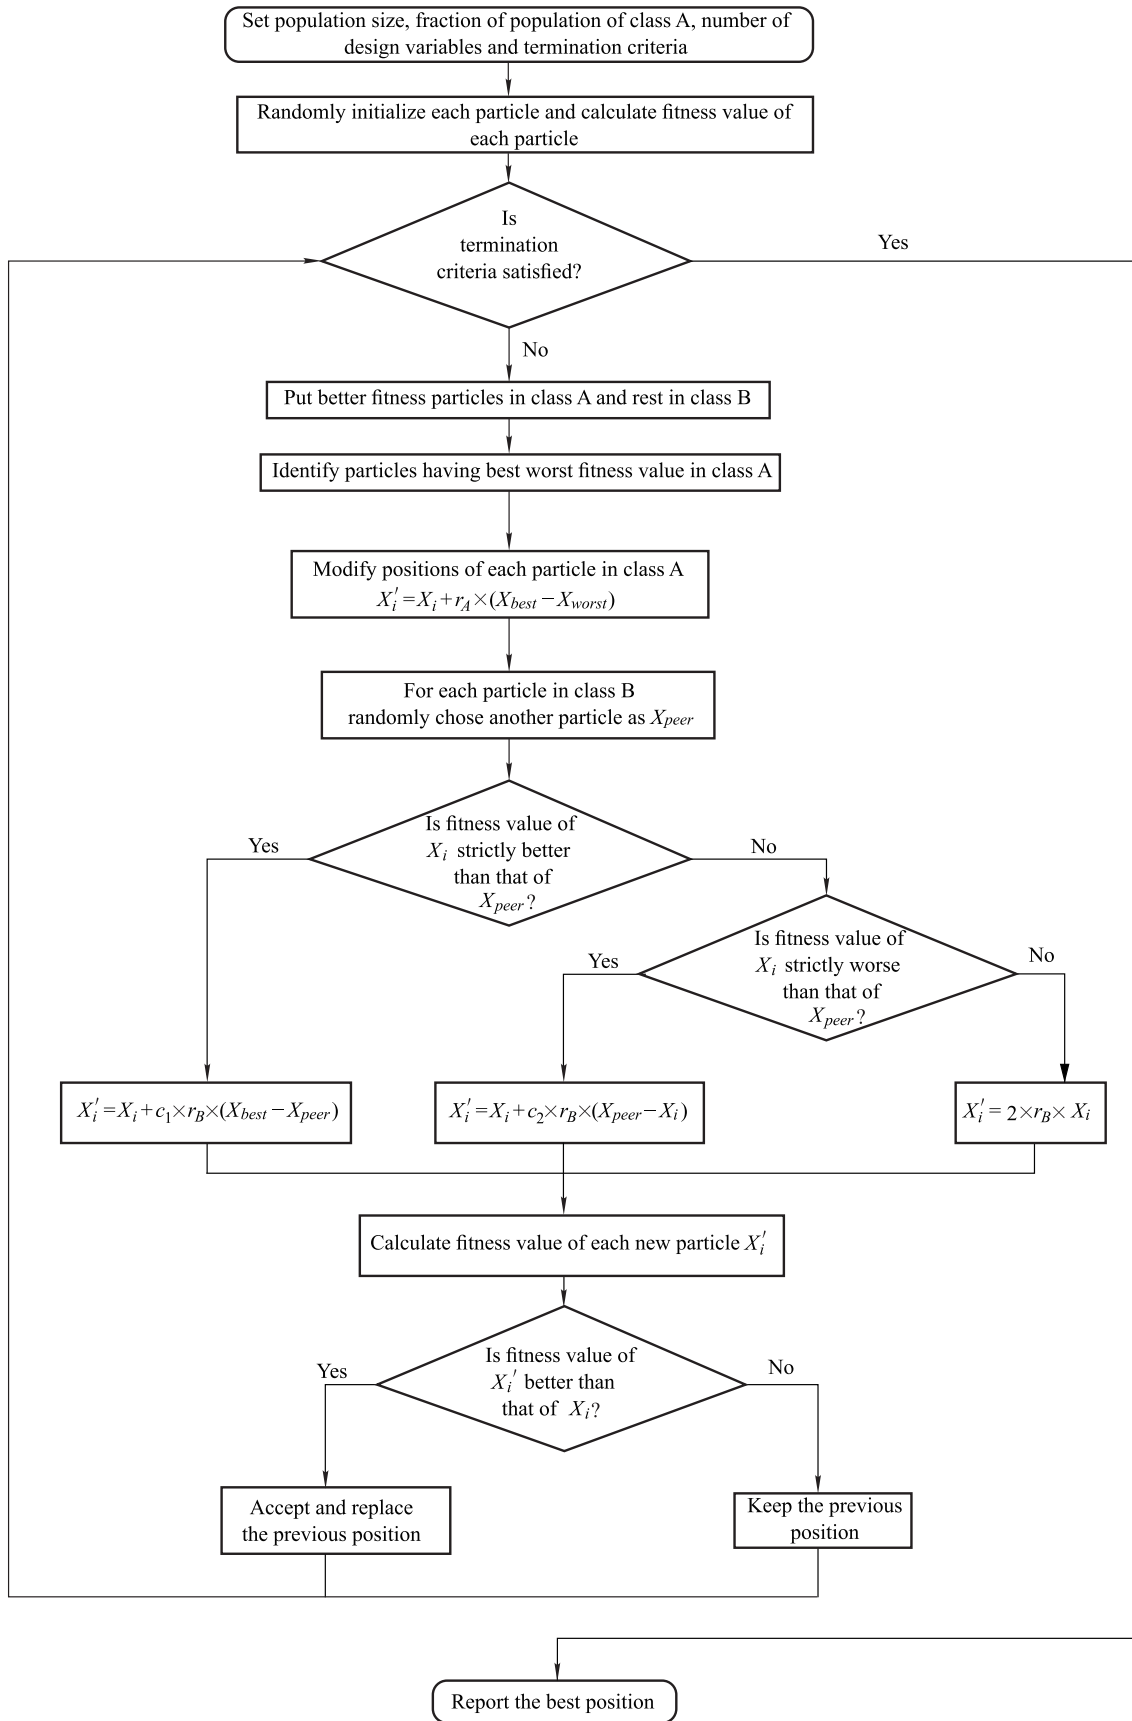 Set population size, fraction of population of class A, number of
design variables and termination criteria
Randomly initialize each particle and calculate fitness value of
each particle
Is
termination
criteria satisfied?
Yes
No
Put better fitness particles in class A and rest in class B
Identify particles having best worst fitness value in class A
Modify positions of each particle in class A
X′i = Xi + rA × (Xbest − Xworst)
For each particle in class B
randomly chose another particle as Xpeer
Is fitness value of
Xi strictly better
than that of
Xpeer?
Yes
No
Is fitness value of
Xi strictly worse
than that of
Xpeer?
Yes
No
X′i = Xi + c1 × rB × (Xbest − Xpeer)
X′i = Xi + c2 × rB × (Xpeer − Xi)
X′i = 2 × rB × Xi
Calculate fitness value of each new particle X′i
Is fitness value of
Xi′ better than
that of Xi?
Yes
No
Accept and replace
the previous position
Keep the previous
position
Report the best position